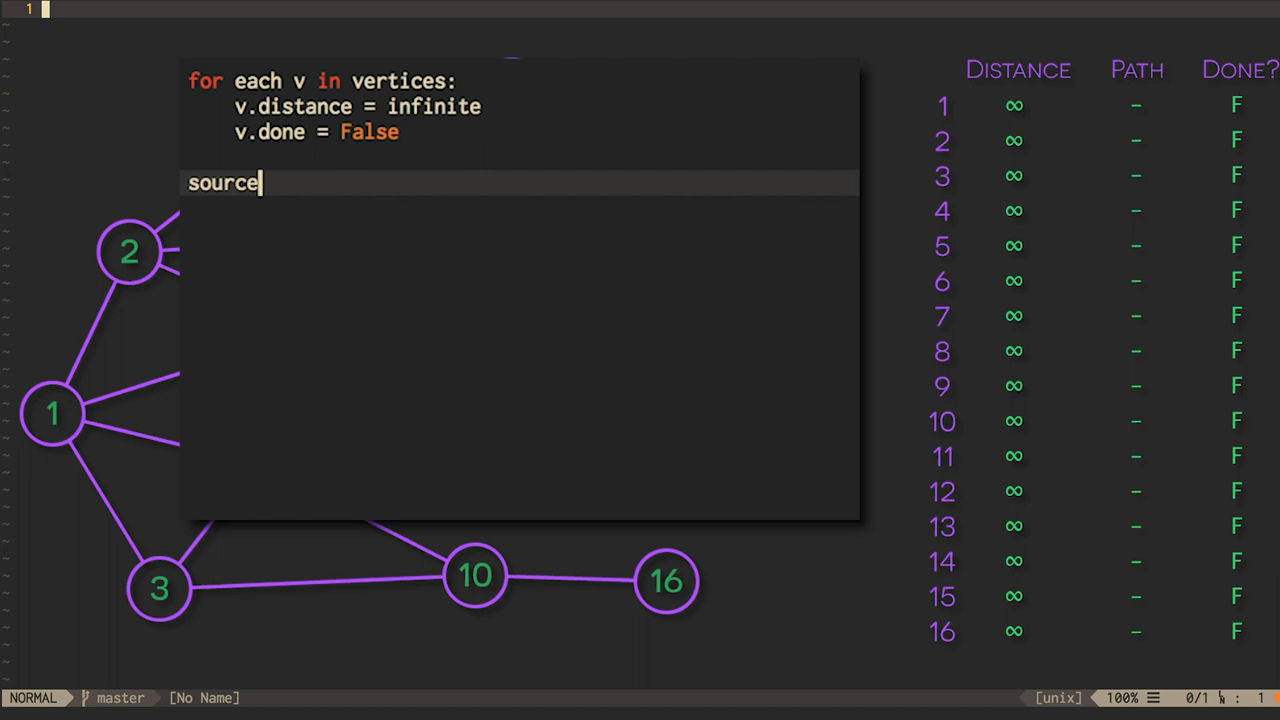 1
for each v in vertices:
v.distance = infinite
v.done = False
source
2
1
3
10
16
DISTANCE PATH DONE?
1 ∞ - F
2 ∞ - F
3 ∞ - F
4 ∞ - F
5 ∞ - F
6 ∞ - F
7 ∞ - F
8 ∞ - F
9 ∞ - F
10 ∞ - F
11 ∞ - F
12 ∞ - F
13 ∞ - F
14 ∞ - F
15 ∞ - F
16 ∞ - F
NORMAL master [No Name] [unix] 100% ☰ 0/1 ㏑ : 1